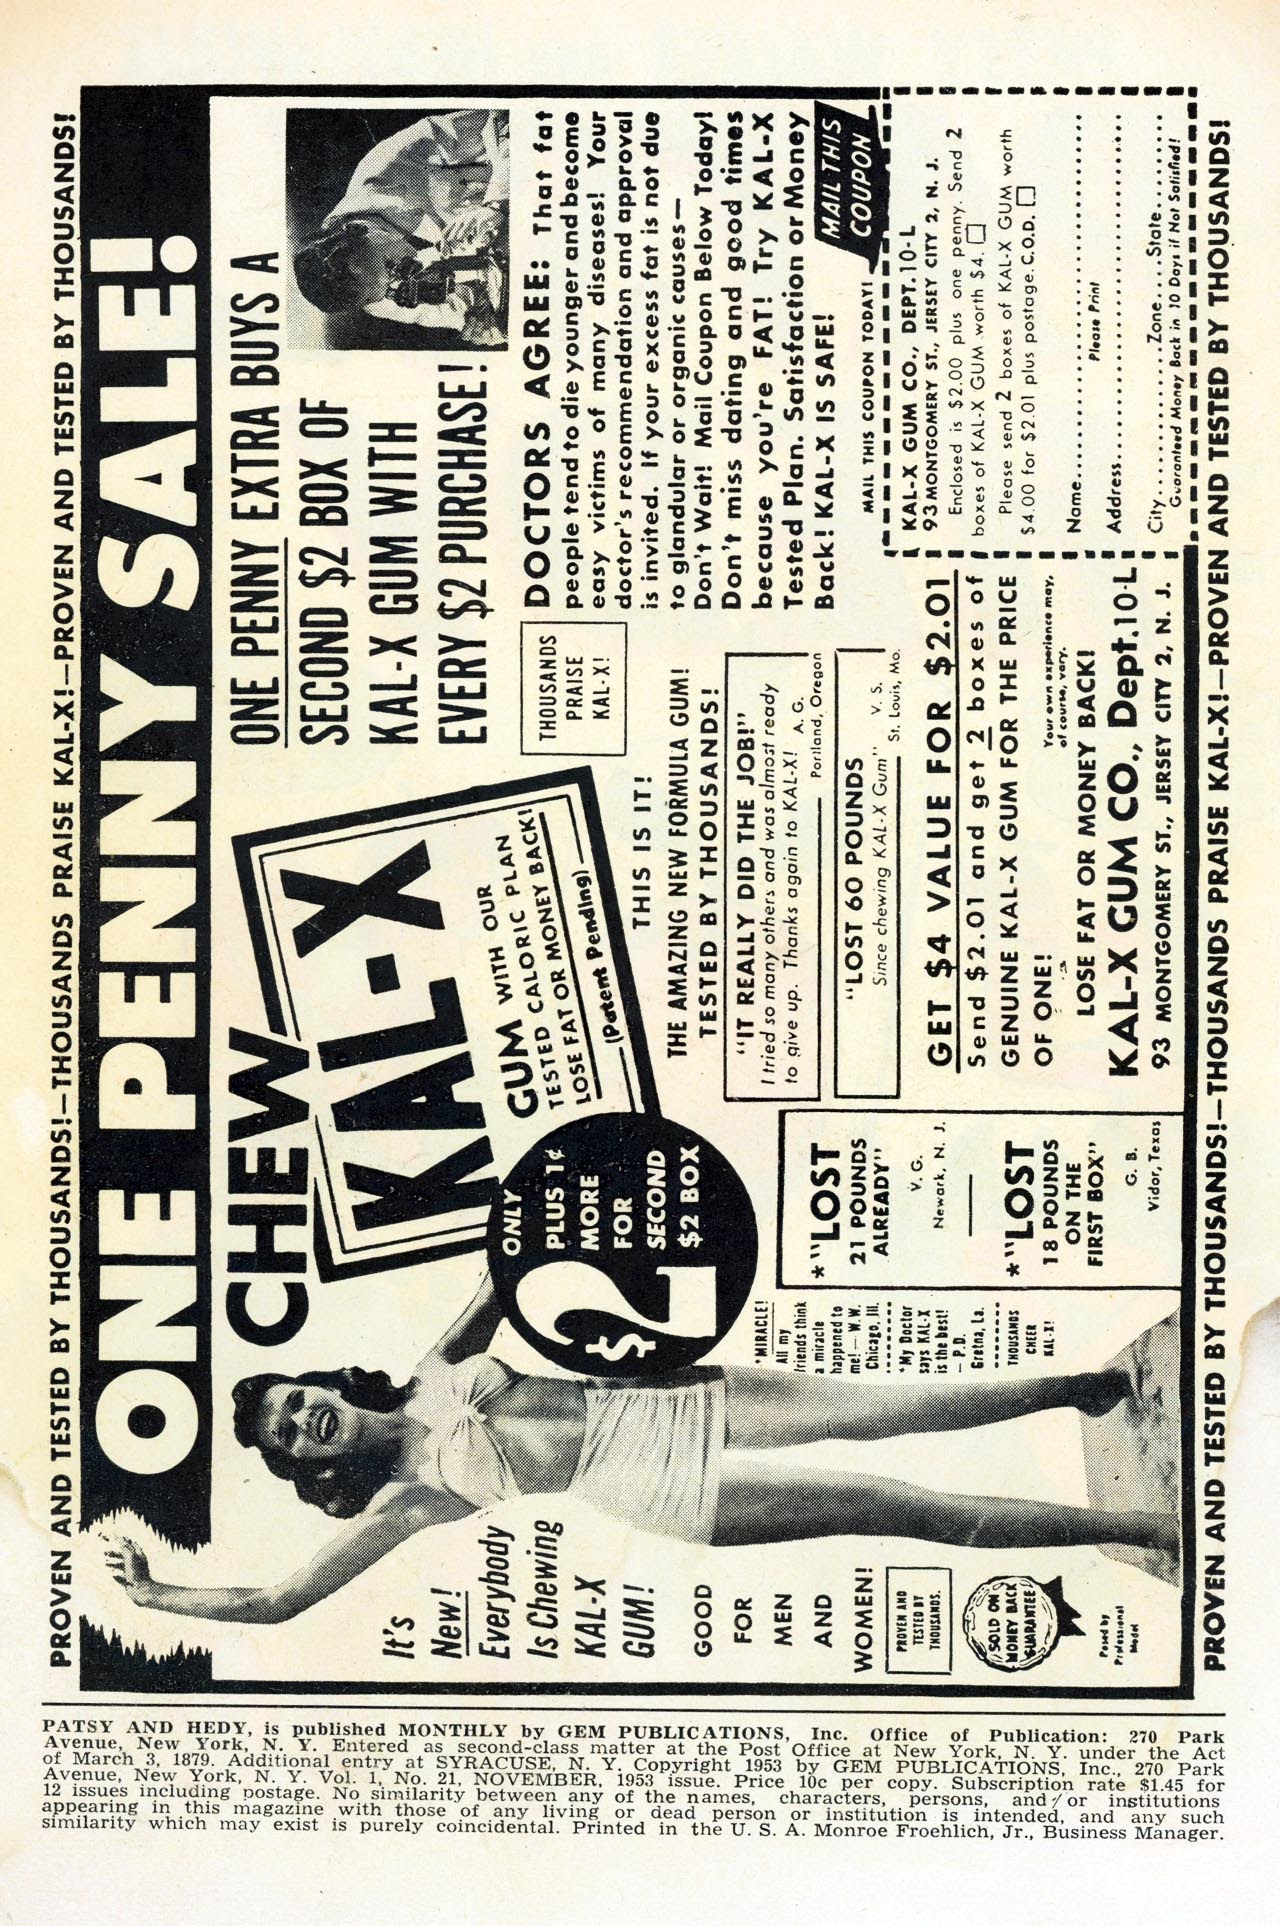 PROVEN AND TESTED BY THOUSANDS!—THOUSANDS PRAISE KAL-X!—PROVEN AND TESTED BY THOUSANDS!
ONE PENNY SALE!
CHEW
KAL-X
GUM WITH OUR
TESTED CALORIC PLAN
LOSE FAT OR MONEY BACK!
(Patent Pending)
ONLY
$2
PLUS 1¢
MORE
FOR
SECOND
$2 BOX
ONE PENNY EXTRA BUYS A
SECOND $2 BOX OF
KAL-X GUM WITH
EVERY $2 PURCHASE!
It's
New!
Everybody
Is Chewing
KAL-X
GUM!
GOOD
FOR
MEN
AND
WOMEN!
PROVEN AND
TESTED BY
THOUSANDS.
SOLD ON
MONEY BACK
GUARANTEE
Posed by
Professional
Model
"MIRACLE!
All my
friends think
a miracle
happened to
me!—W.W.
Chicago, Ill.
"My Doctor
says KAL-X
is the best!
—P.D.
Gretna, La.
THOUSANDS
CHEER
KAL-X!
*"LOST
21 POUNDS
ALREADY"
V. G.
Newark, N. J.
*"LOST
18 POUNDS
ON THE
FIRST BOX"
G. B.
Vidor, Texas
THIS IS IT!
THE AMAZING NEW FORMULA GUM!
TESTED BY THOUSANDS!
"IT REALLY DID THE JOB!"
I tried so many others and was almost ready
to give up. Thanks again to KAL-X! A. G.
Portland, Oregon
"LOST 60 POUNDS
Since chewing KAL-X Gum" V. S.
St. Louis, Mo.
GET $4 VALUE FOR $2.01
Send $2.01 and get 2 boxes of
GENUINE KAL-X GUM FOR THE PRICE
OF ONE!
Your own experience may,
of course, vary.
LOSE FAT OR MONEY BACK!
KAL-X GUM CO., Dept.10-L
93 MONTGOMERY ST., JERSEY CITY 2, N. J.
THOUSANDS
PRAISE
KAL-X!
DOCTORS AGREE: That fat
people tend to die younger and become
easy victims of many diseases! Your
doctor's recommendation and approval
is invited. If your excess fat is not due
to glandular or organic causes—
Don't Wait! Mail Coupon Below Today!
Don't miss dating and good times
because you're FAT! Try KAL-X
Tested Plan. Satisfaction or Money
Back! KAL-X IS SAFE!
MAIL THIS
COUPON
MAIL THIS COUPON TODAY!
KAL-X GUM CO., DEPT.10-L
93 MONTGOMERY ST., JERSEY CITY 2, N. J.
Enclosed is $2.00 plus one penny. Send 2
boxes of KAL-X GUM worth $4.
Please send 2 boxes of KAL-X GUM worth
$4.00 for $2.01 plus postage. C.O.D.
Name
Please Print
Address
City Zone State
Guaranteed Money Back in 10 Days if Not Satisfied!
PROVEN AND TESTED BY THOUSANDS!—THOUSANDS PRAISE KAL-X!—PROVEN AND TESTED BY THOUSANDS!
PATSY AND HEDY, is published MONTHLY by GEM PUBLICATIONS, Inc. Office of Publication: 270 Park
Avenue, New York, N. Y. Entered as second-class matter at the Post Office at New York, N. Y. under the Act
of March 3, 1879. Additional entry at SYRACUSE, N. Y. Copyright 1953 by GEM PUBLICATIONS, Inc., 270 Park
Avenue, New York, N. Y. Vol. 1, No. 21, NOVEMBER, 1953 issue. Price 10c per copy. Subscription rate $1.45 for
12 issues including postage. No similarity between any of the names, characters, persons, and/or institutions
appearing in this magazine with those of any living or dead person or institution is intended, and any such
similarity which may exist is purely coincidental. Printed in the U. S. A. Monroe Froehlich, Jr., Business Manager.